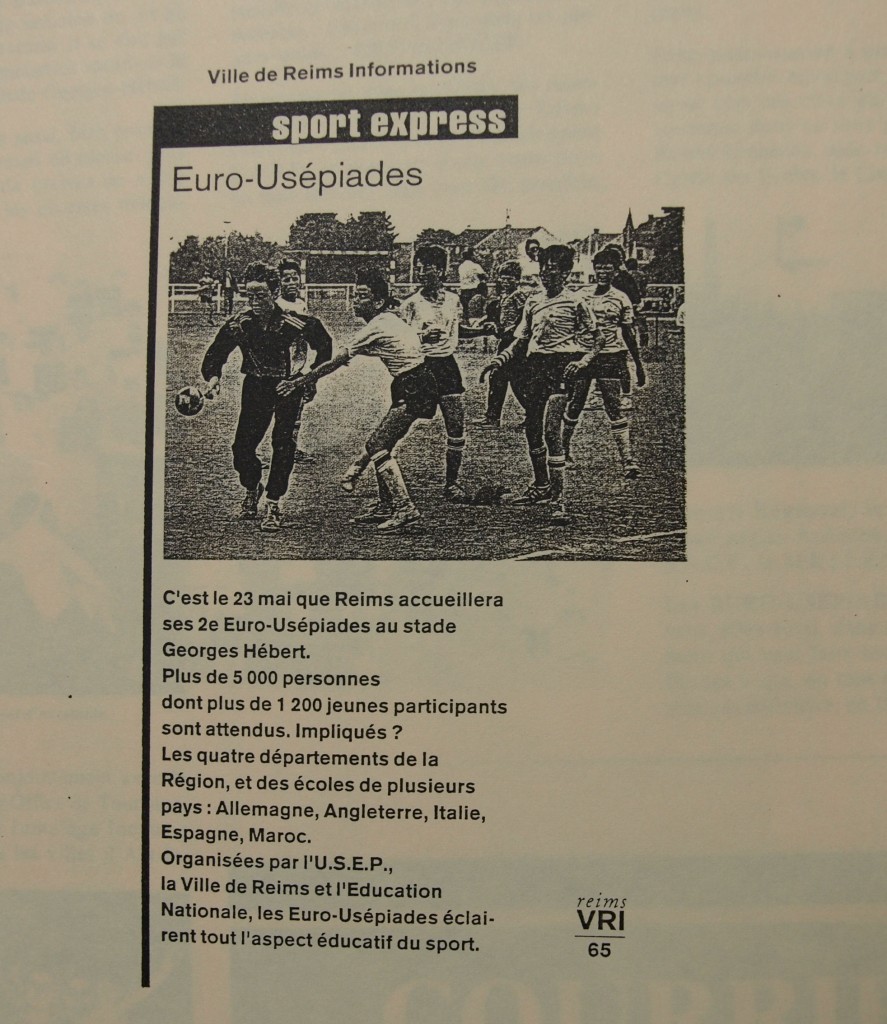 Ville de Reims Informations
sport express
Euro-Usépiades
C'est le 23 mai que Reims accueillera
ses 2e Euro-Usépiades au stade
Georges Hébert.
Plus de 5 000 personnes
dont plus de 1 200 jeunes participants
sont attendus. Impliqués ?
Les quatre départements de la
Région, et des écoles de plusieurs
pays : Allemagne, Angleterre, Italie,
Espagne, Maroc.
Organisées par l'U.S.E.P.,
la Ville de Reims et l'Education
Nationale, les Euro-Usépiades éclai-
rent tout l'aspect éducatif du sport.
reims
VRI
65